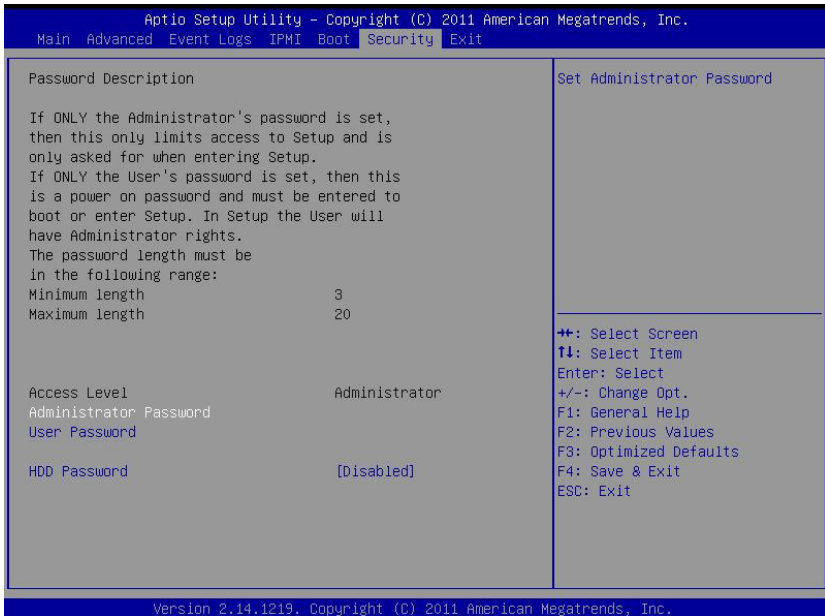 Aptio Setup Utility – Copyright (C) 2011 American Megatrends, Inc.
Main Advanced Event Logs IPMI Boot Security Exit
Password Description
If ONLY the Administrator's password is set,
then this only limits access to Setup and is
only asked for when entering Setup.
If ONLY the User's password is set, then this
is a power on password and must be entered to
boot or enter Setup. In Setup the User will
have Administrator rights.
The password length must be
in the following range:
Minimum length 3
Maximum length 20
Access Level Administrator
Administrator Password
User Password
HDD Password [Disabled]
Set Administrator Password
→←: Select Screen
↑↓: Select Item
Enter: Select
+/-: Change Opt.
F1: General Help
F2: Previous Values
F3: Optimized Defaults
F4: Save & Exit
ESC: Exit
Version 2.14.1219. Copyright (C) 2011 American Megatrends, Inc.